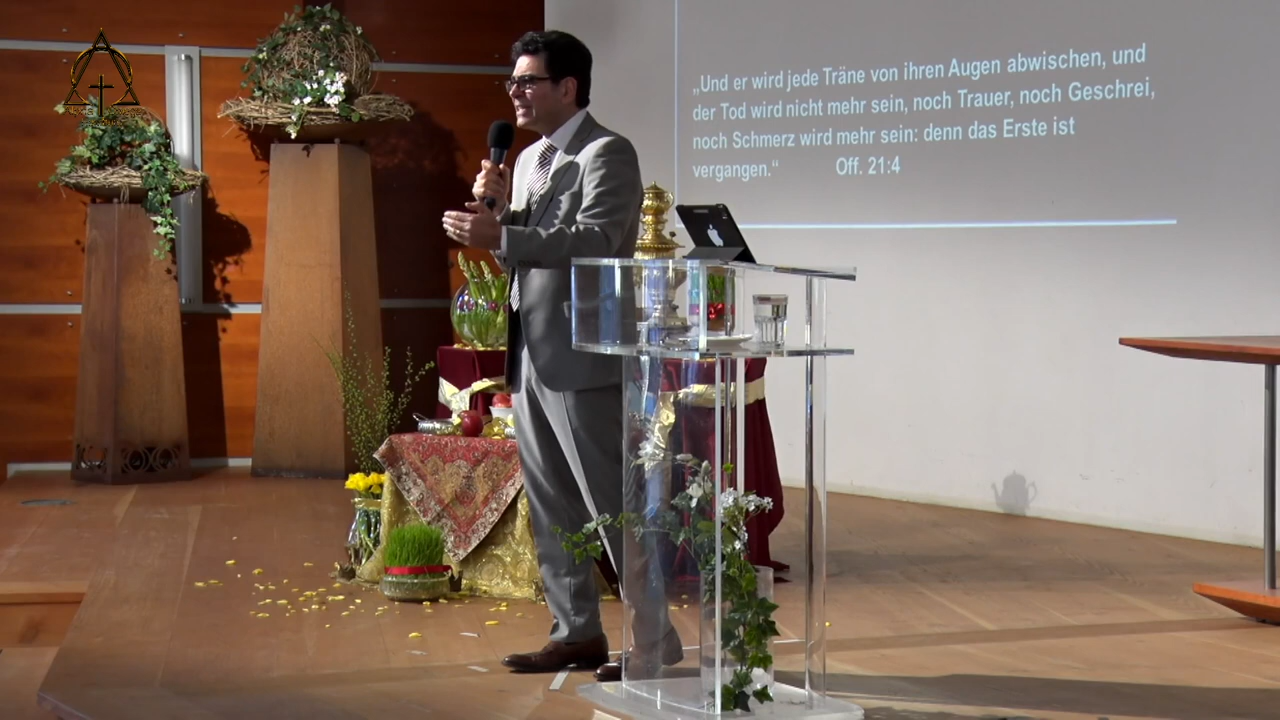 „Und er wird jede Träne von ihren Augen abwischen, und
der Tod wird nicht mehr sein, noch Trauer, noch Geschrei,
noch Schmerz wird mehr sein: denn das Erste ist
vergangen.“ Off. 21:4